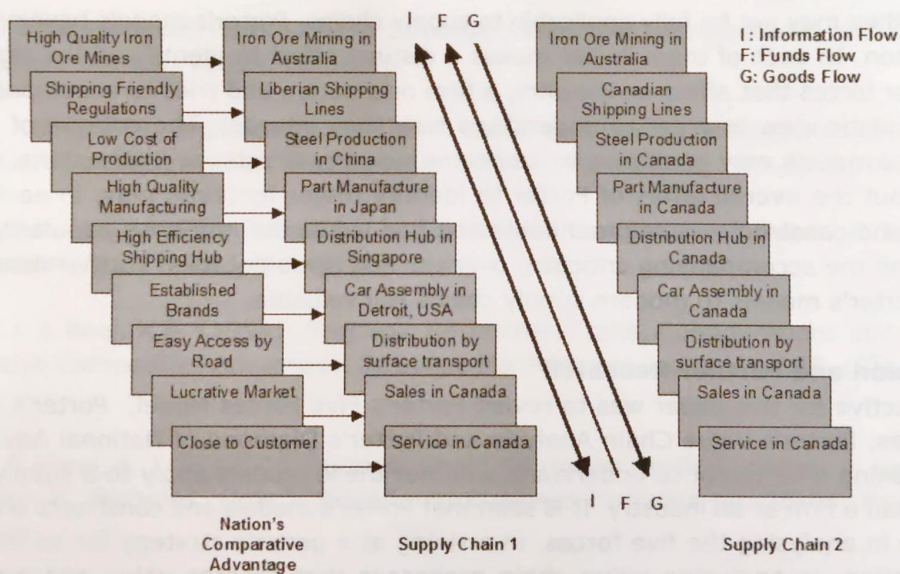 High Quality Iron
Ore Mines
Shipping Friendly
Regulations
Low Cost of
Production
High Quality
Manufacturing
High Efficiency
Shipping Hub
Established
Brands
Easy Access by
Road
Lucrative Market
Close to Customer
Nation's
Comparative
Advantage
Iron Ore Mining in
Australia
Liberian Shipping
Lines
Steel Production
in China
Part Manufacture
in Japan
Distribution Hub in
Singapore
Car Assembly in
Detroit, USA
Distribution by
surface transport
Sales in Canada
Service in Canada
Supply Chain 1
I F G
I F G
Iron Ore Mining in
Australia
Canadian
Shipping Lines
Steel Production
in Canada
Part Manufacture
in Canada
Distribution Hub in
Canada
Car Assembly in
Canada
Distribution by
surface transport
Sales in Canada
Service in Canada
Supply Chain 2
I : Information Flow
F: Funds Flow
G: Goods Flow